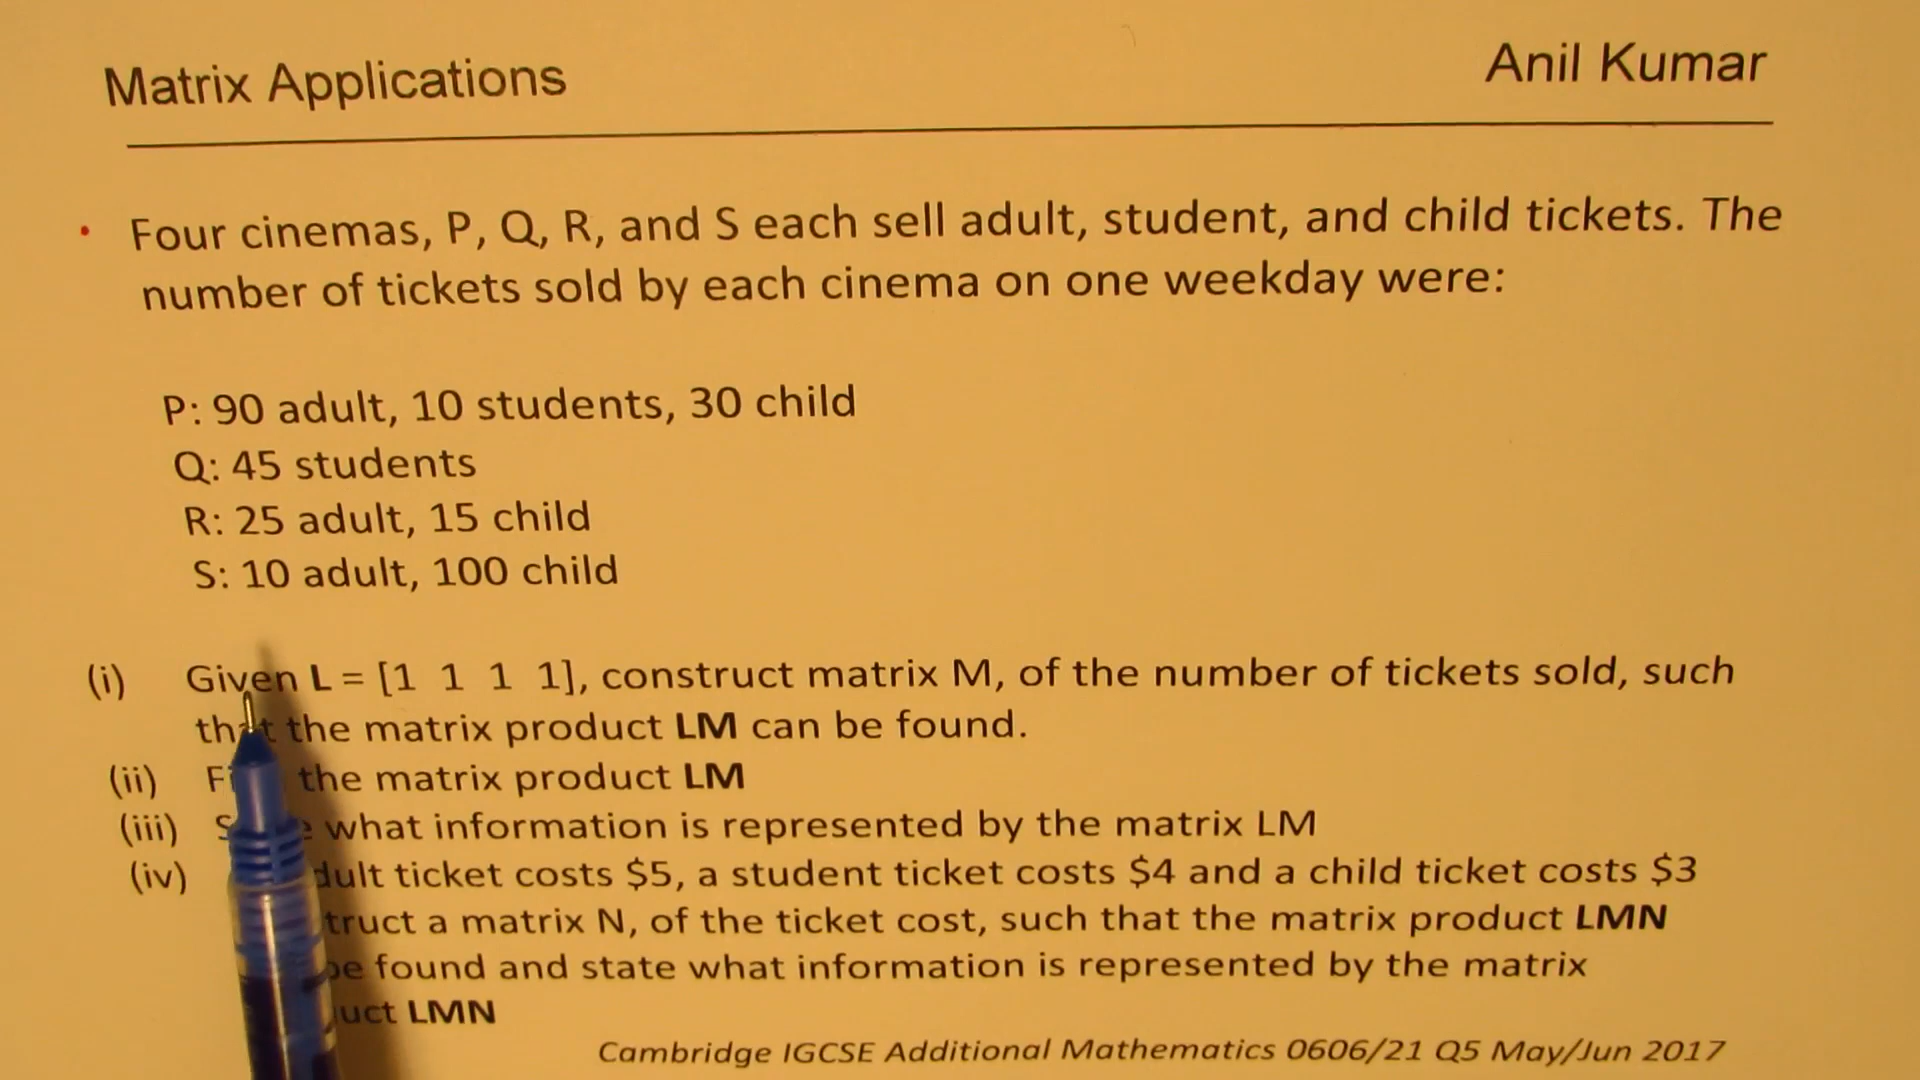 Matrix Applications
Anil Kumar
Four cinemas, P, Q, R, and S each sell adult, student, and child tickets. The
number of tickets sold by each cinema on one weekday were:
P: 90 adult, 10 students, 30 child
Q: 45 students
R: 25 adult, 15 child
S: 10 adult, 100 child
(i) Given L = [1 1 1 1], construct matrix M, of the number of tickets sold, such
that the matrix product LM can be found.
(ii) the matrix product LM
(iii) what information is represented by the matrix LM
(iv) ticket costs $5, a student ticket costs $4 and a child ticket costs $3
a matrix N, of the ticket cost, such that the matrix product LMN
found and state what information is represented by the matrix
LMN
Cambridge IGCSE Additional Mathematics 0606/21 Q5 May/Jun 2017